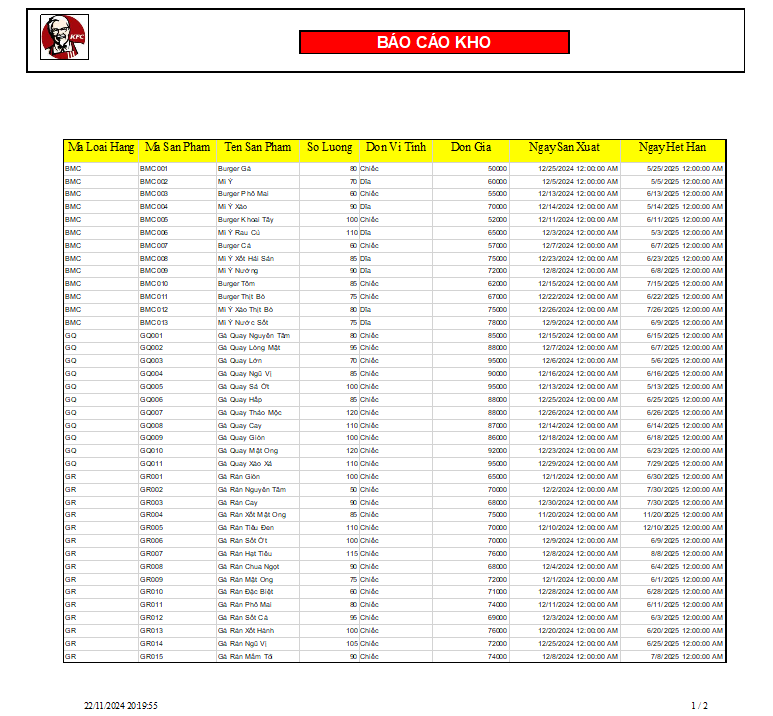 KFC
BÁO CÁO KHO
Ma Loai Hang Ma San Pham Ten San Pham So Luong Don Vi Tinh Don Gia Ngay San Xuat Ngay Het Han
BMC BMC001 Burger Gà 80 Chiếc 50000 12/25/2024 12:00:00 AM 5/25/2025 12:00:00 AM
BMC BMC002 Mì Ý 70 Dĩa 60000 12/5/2024 12:00:00 AM 5/5/2025 12:00:00 AM
BMC BMC003 Burger Phô Mai 60 Chiếc 55000 12/13/2024 12:00:00 AM 6/13/2025 12:00:00 AM
BMC BMC004 Mì Ý Xào 90 Dĩa 70000 12/14/2024 12:00:00 AM 5/14/2025 12:00:00 AM
BMC BMC005 Burger Khoai Tây 100 Chiếc 52000 12/11/2024 12:00:00 AM 6/11/2025 12:00:00 AM
BMC BMC006 Mì Ý Rau Củ 110 Dĩa 65000 12/3/2024 12:00:00 AM 5/3/2025 12:00:00 AM
BMC BMC007 Burger Cá 60 Chiếc 57000 12/7/2024 12:00:00 AM 6/7/2025 12:00:00 AM
BMC BMC008 Mì Ý Xốt Hải Sản 85 Dĩa 75000 12/23/2024 12:00:00 AM 6/23/2025 12:00:00 AM
BMC BMC009 Mì Ý Nướng 90 Dĩa 72000 12/8/2024 12:00:00 AM 6/8/2025 12:00:00 AM
BMC BMC010 Burger Tôm 85 Chiếc 62000 12/15/2024 12:00:00 AM 7/15/2025 12:00:00 AM
BMC BMC011 Burger Thịt Bò 75 Chiếc 67000 12/22/2024 12:00:00 AM 6/22/2025 12:00:00 AM
BMC BMC012 Mì Ý Xào Thịt Bò 80 Dĩa 75000 12/26/2024 12:00:00 AM 7/26/2025 12:00:00 AM
BMC BMC013 Mì Ý Nước Sốt 75 Dĩa 78000 12/9/2024 12:00:00 AM 6/9/2025 12:00:00 AM
GQ GQ001 Gà Quay Nguyên Tấm 80 Chiếc 85000 12/15/2024 12:00:00 AM 6/15/2025 12:00:00 AM
GQ GQ002 Gà Quay Lòng Mật 95 Chiếc 88000 12/7/2024 12:00:00 AM 6/7/2025 12:00:00 AM
GQ GQ003 Gà Quay Lớn 70 Chiếc 95000 12/6/2024 12:00:00 AM 5/6/2025 12:00:00 AM
GQ GQ004 Gà Quay Ngũ Vị 85 Chiếc 90000 12/16/2024 12:00:00 AM 6/16/2025 12:00:00 AM
GQ GQ005 Gà Quay Sả Ớt 100 Chiếc 95000 12/13/2024 12:00:00 AM 5/13/2025 12:00:00 AM
GQ GQ006 Gà Quay Hấp 85 Chiếc 88000 12/25/2024 12:00:00 AM 6/25/2025 12:00:00 AM
GQ GQ007 Gà Quay Thảo Mộc 120 Chiếc 88000 12/26/2024 12:00:00 AM 6/26/2025 12:00:00 AM
GQ GQ008 Gà Quay Cay 110 Chiếc 87000 12/14/2024 12:00:00 AM 6/14/2025 12:00:00 AM
GQ GQ009 Gà Quay Giòn 100 Chiếc 86000 12/18/2024 12:00:00 AM 6/18/2025 12:00:00 AM
GQ GQ010 Gà Quay Mật Ong 120 Chiếc 92000 12/23/2024 12:00:00 AM 6/23/2025 12:00:00 AM
GQ GQ011 Gà Quay Xào Xả 110 Chiếc 95000 12/29/2024 12:00:00 AM 7/29/2025 12:00:00 AM
GR GR001 Gà Rán Giòn 100 Chiếc 65000 12/1/2024 12:00:00 AM 6/30/2025 12:00:00 AM
GR GR002 Gà Rán Nguyên Tấm 50 Chiếc 70000 12/2/2024 12:00:00 AM 7/30/2025 12:00:00 AM
GR GR003 Gà Rán Cay 90 Chiếc 68000 12/30/2024 12:00:00 AM 7/30/2025 12:00:00 AM
GR GR004 Gà Rán Xốt Mật Ong 85 Chiếc 75000 11/20/2024 12:00:00 AM 11/20/2025 12:00:00 AM
GR GR005 Gà Rán Tiêu Đen 110 Chiếc 70000 12/10/2024 12:00:00 AM 12/10/2025 12:00:00 AM
GR GR006 Gà Rán Sốt Ớt 100 Chiếc 70000 12/9/2024 12:00:00 AM 6/9/2025 12:00:00 AM
GR GR007 Gà Rán Hạt Tiêu 115 Chiếc 76000 12/8/2024 12:00:00 AM 8/8/2025 12:00:00 AM
GR GR008 Gà Rán Chua Ngọt 90 Chiếc 68000 12/4/2024 12:00:00 AM 6/4/2025 12:00:00 AM
GR GR009 Gà Rán Mật Ong 75 Chiếc 72000 12/1/2024 12:00:00 AM 6/1/2025 12:00:00 AM
GR GR010 Gà Rán Đặc Biệt 60 Chiếc 71000 12/28/2024 12:00:00 AM 6/28/2025 12:00:00 AM
GR GR011 Gà Rán Phô Mai 80 Chiếc 74000 12/11/2024 12:00:00 AM 6/11/2025 12:00:00 AM
GR GR012 Gà Rán Sốt Cà 95 Chiếc 69000 12/3/2024 12:00:00 AM 6/3/2025 12:00:00 AM
GR GR013 Gà Rán Xốt Hành 100 Chiếc 76000 12/20/2024 12:00:00 AM 6/20/2025 12:00:00 AM
GR GR014 Gà Rán Ngũ Vị 105 Chiếc 72000 12/25/2024 12:00:00 AM 6/25/2025 12:00:00 AM
GR GR015 Gà Rán Mắm Tỏi 90 Chiếc 74000 12/8/2024 12:00:00 AM 7/8/2025 12:00:00 AM
22/11/2024 20:19:55 1 / 2